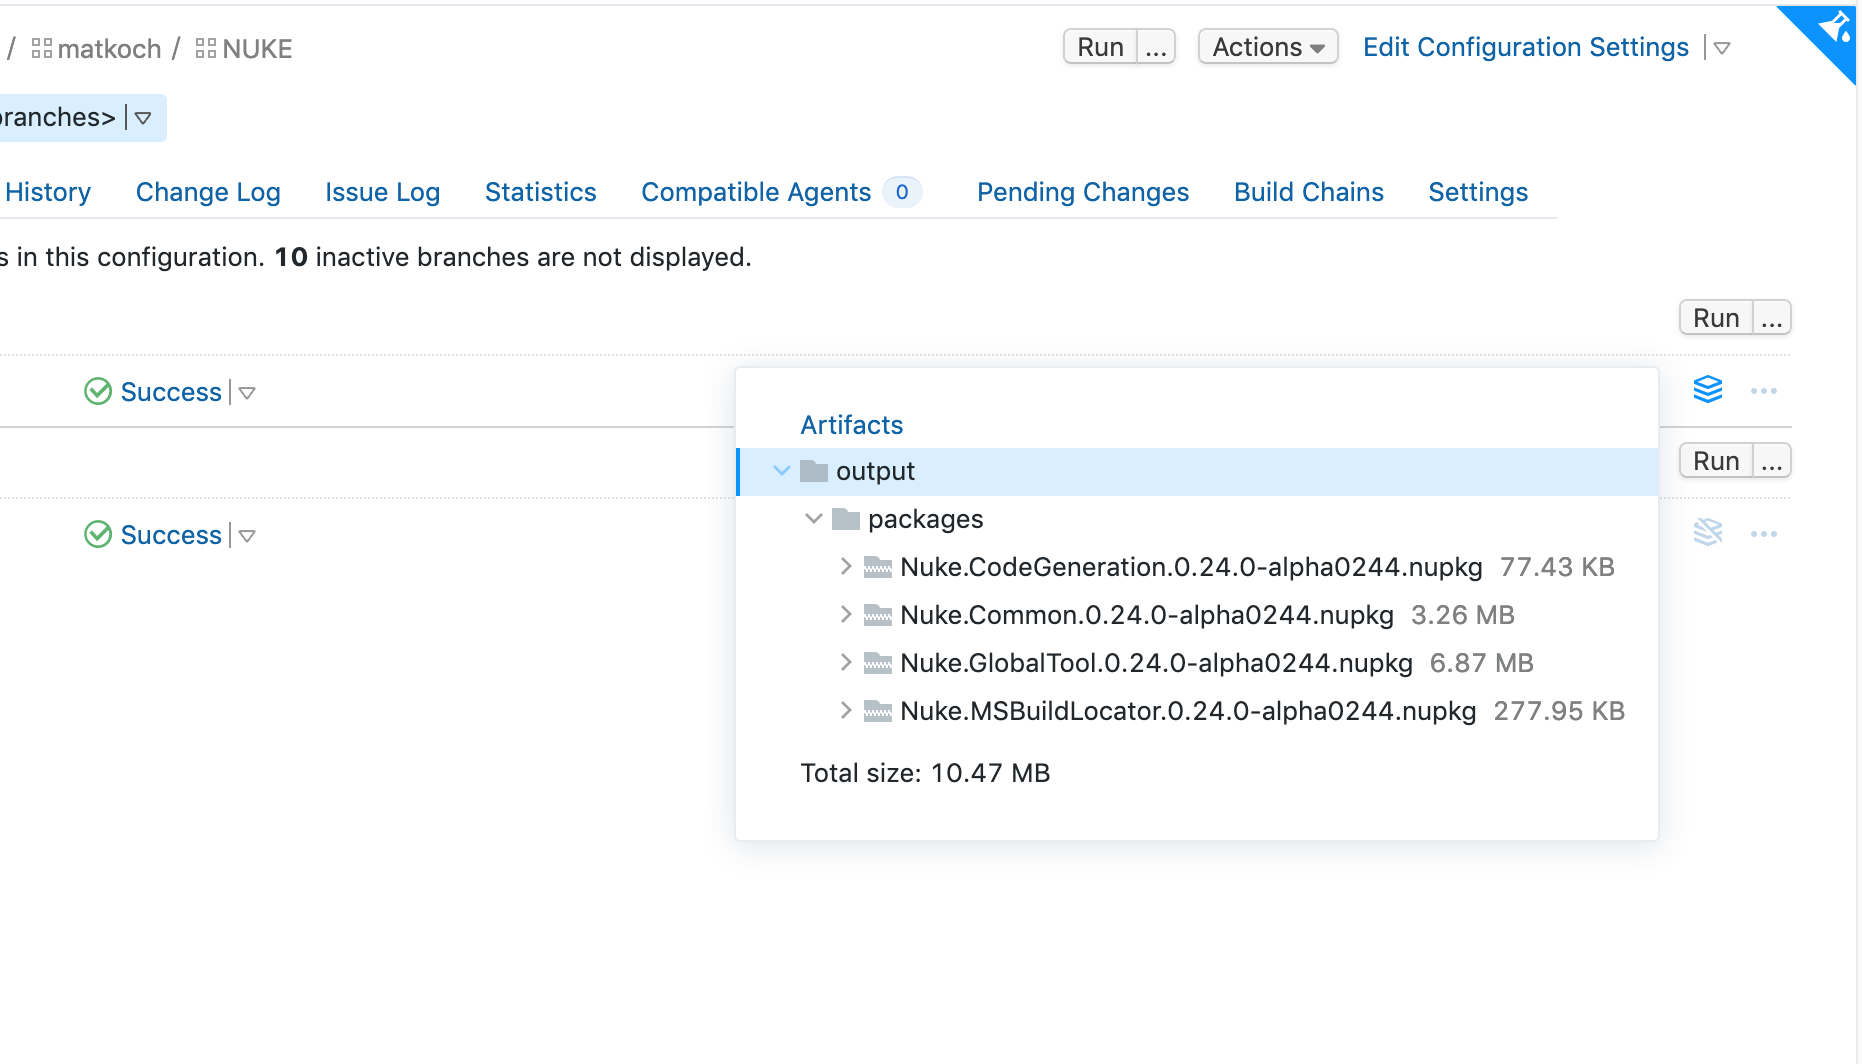 / matkoch / NUKE Run ... Actions Edit Configuration Settings
branches>
History Change Log Issue Log Statistics Compatible Agents 0 Pending Changes Build Chains Settings
s in this configuration. 10 inactive branches are not displayed.
Run ...
Success
Artifacts
output
Run ...
packages
Success
Nuke.CodeGeneration.0.24.0-alpha0244.nupkg 77.43 KB
Nuke.Common.0.24.0-alpha0244.nupkg 3.26 MB
Nuke.GlobalTool.0.24.0-alpha0244.nupkg 6.87 MB
Nuke.MSBuildLocator.0.24.0-alpha0244.nupkg 277.95 KB
Total size: 10.47 MB